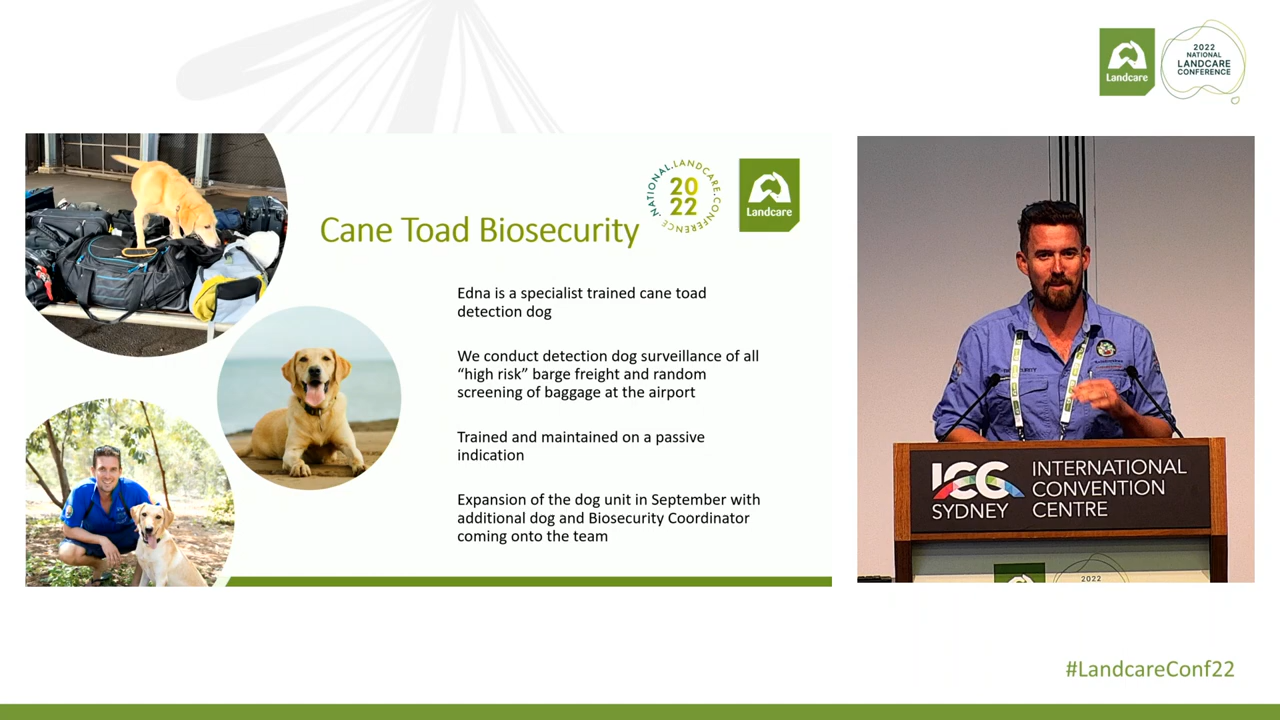 Landcare
2022
NATIONAL
LANDCARE
CONFERENCE
NATIONAL.LANDCARE.CONFERENCE
20
22
Landcare
Cane Toad Biosecurity
Edna is a specialist trained cane toad
detection dog
We conduct detection dog surveillance of all
“high risk” barge freight and random
screening of baggage at the airport
Trained and maintained on a passive
indication
Expansion of the dog unit in September with
additional dog and Biosecurity Coordinator
coming onto the team
ICC
SYDNEY
INTERNATIONAL
CONVENTION
CENTRE
2022
#LandcareConf22